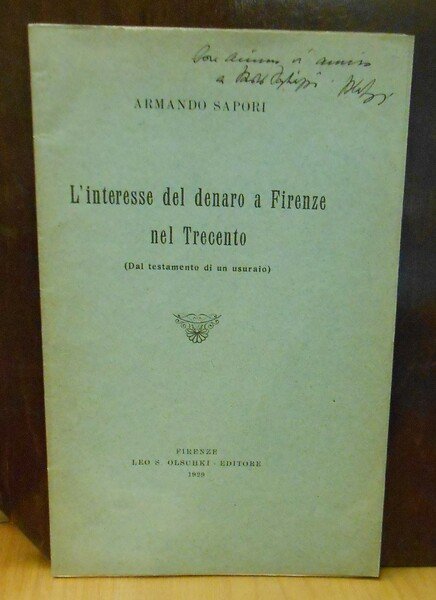 ARMANDO SAPORI
L'interesse del denaro a Firenze
nel Trecento
(Dal testamento di un usuraio)
FIRENZE
LEO S. OLSCHKI - EDITORE
1929